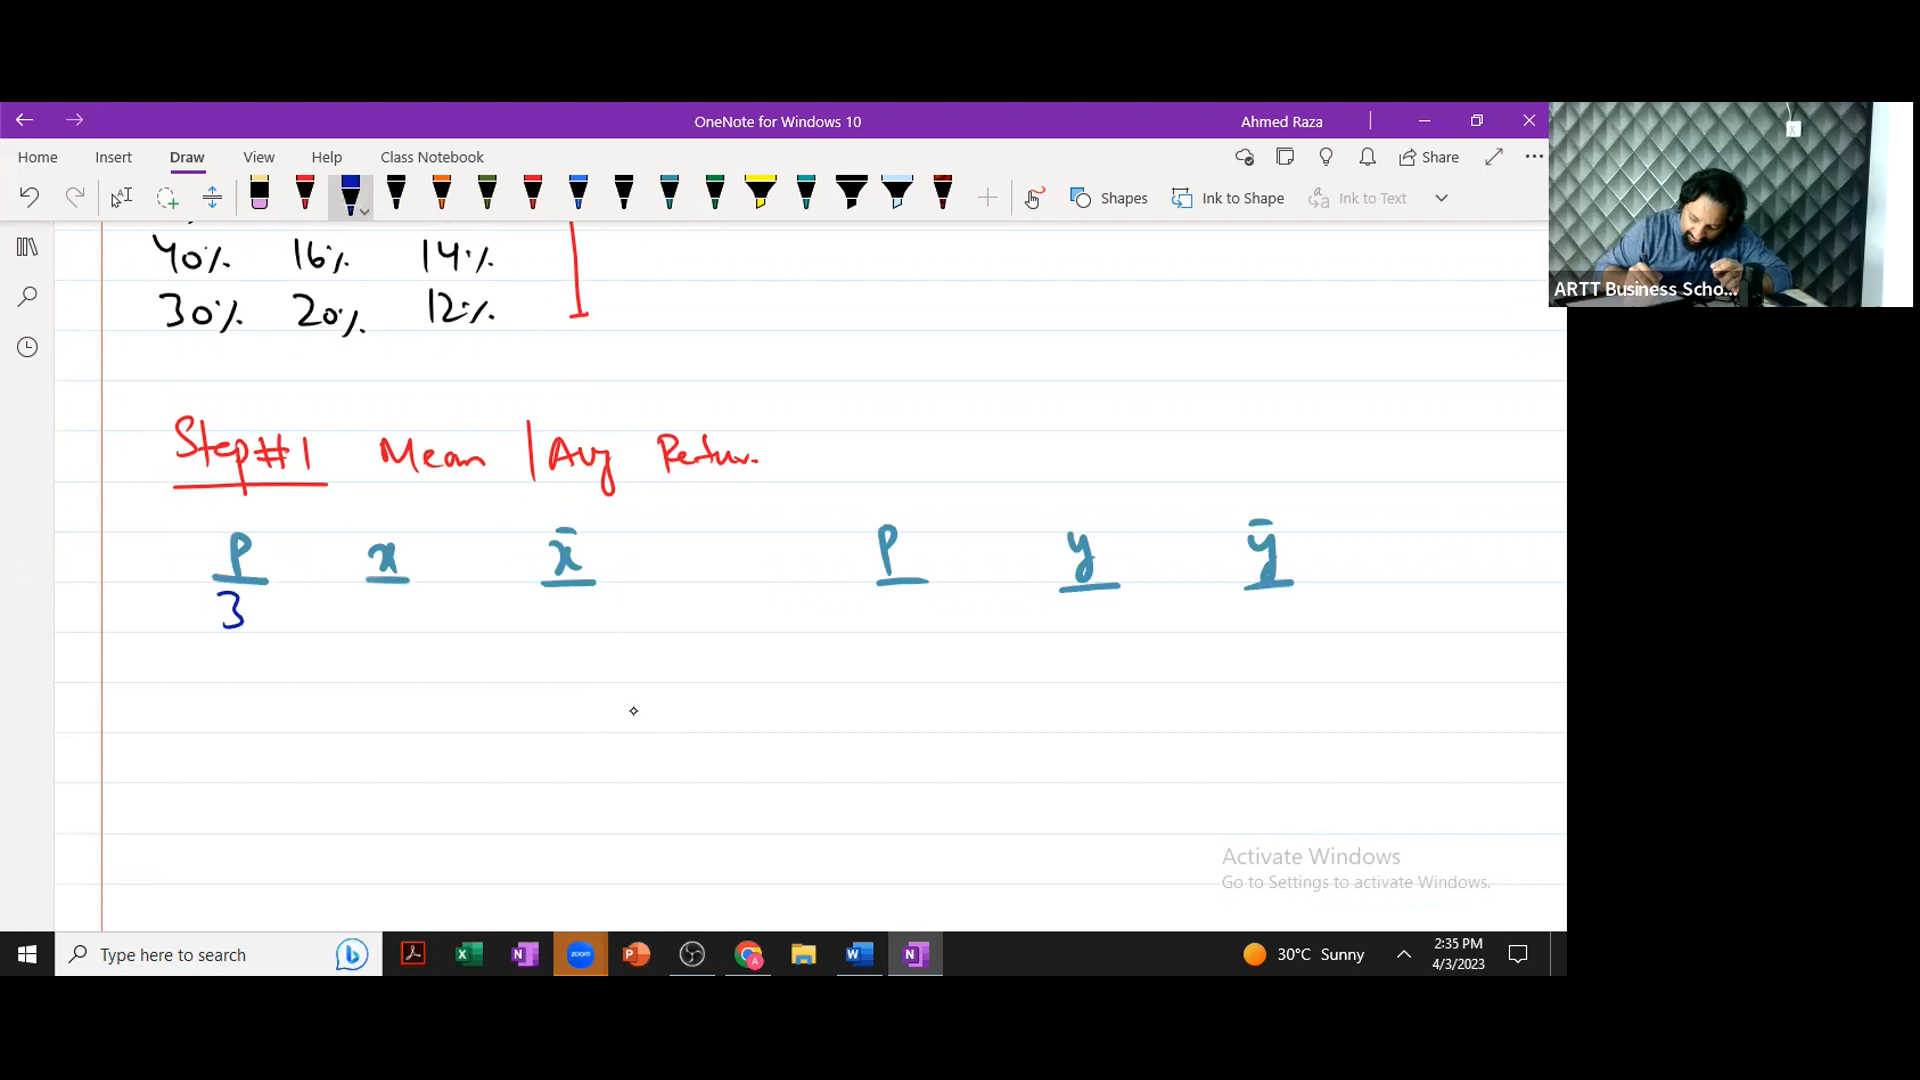 OneNote for Windows 10
Ahmed Raza
Home Insert Draw View Help Class Notebook
Share
Shapes Ink to Shape Ink to Text
40% 16% 14%
30% 20% 12%
ARTT Business Scho...
Step#1 Mean / Avg Return.
P x x̄ P y ȳ
3
Activate Windows
Go to Settings to activate Windows.
Type here to search
zoom
30°C Sunny
2:35 PM
4/3/2023